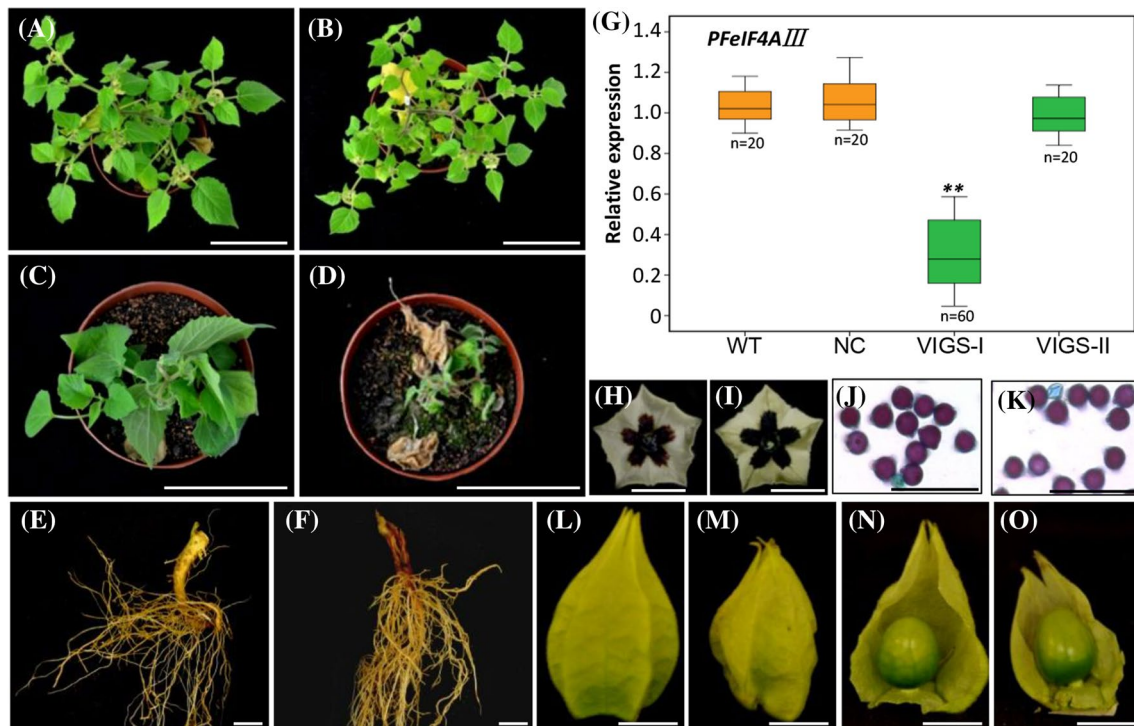 (A)
(B)
(C)
(D)
(E)
(F)
(G)
PFeIF4AⅢ
Relative expression
1.4
1.2
1.0
0.8
0.6
0.4
0.2
0
n=20
n=20
**
n=60
n=20
WT NC VIGS-I VIGS-II
(H)
(I)
(J)
(K)
(L)
(M)
(N)
(O)